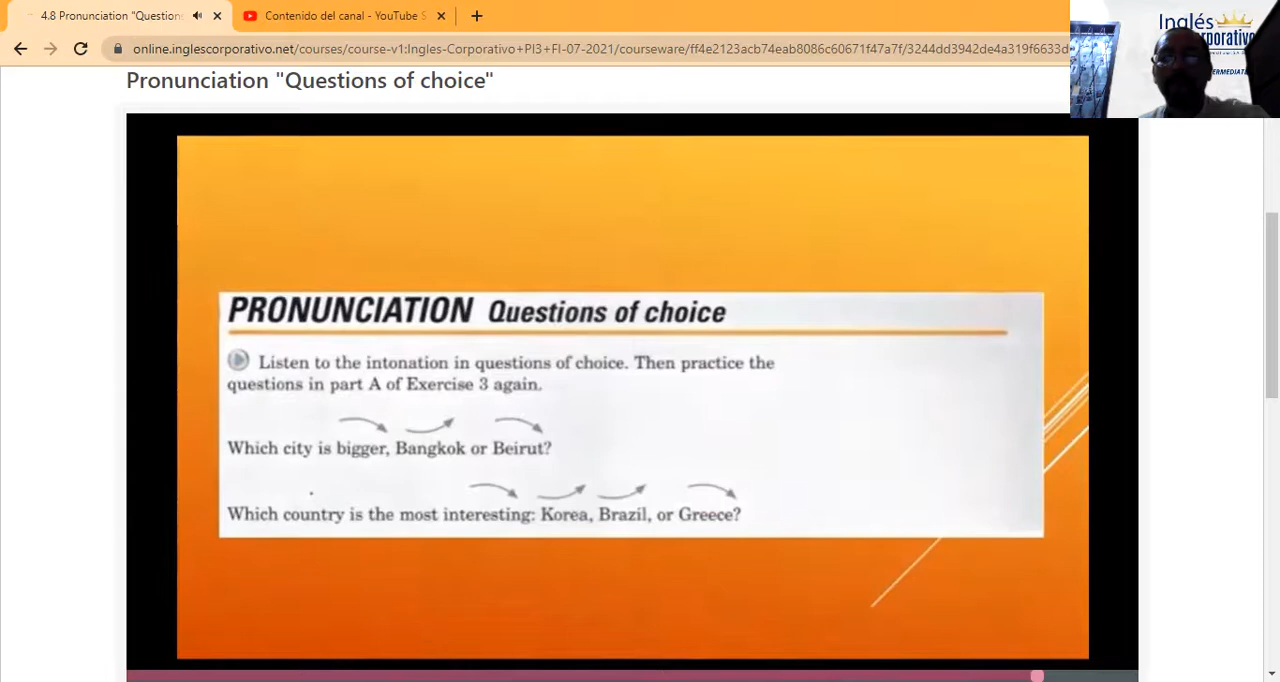 4.8 Pronunciation "Question
Contenido del canal - YouTube S
online.inglescorporativo.net/courses/course-v1:Ingles-Corporativo+PI3+FI-07-2021/courseware/ff4e2123acb74eab8086c60671f47a7f/3244dd3942de4a319f6633d
Inglés
Pronunciation "Questions of choice"
PRONUNCIATION Questions of choice
Listen to the intonation in questions of choice. Then practice the
questions in part A of Exercise 3 again.
Which city is bigger, Bangkok or Beirut?
Which country is the most interesting: Korea, Brazil, or Greece?